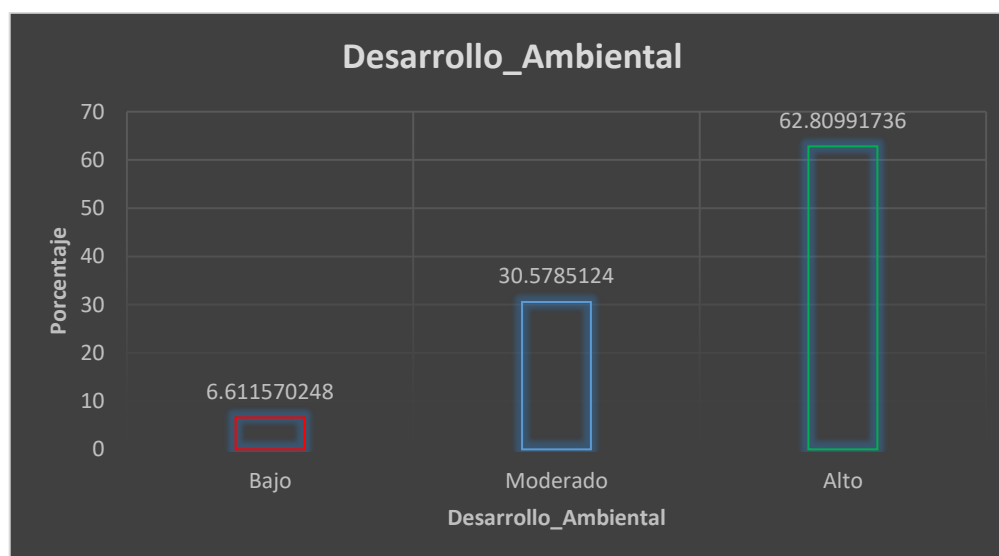 Desarrollo_Ambiental
Porcentaje
70
60
50
40
30
20
10
0
6.611570248
30.5785124
62.80991736
Bajo
Moderado
Alto
Desarrollo_Ambiental